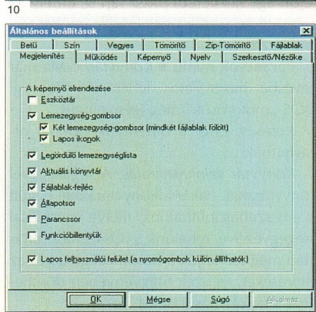 10
Általános beállítások
Betű Szín Vegyes Tömörítő Zip-Tömörítő Fájlablak
Megjelenítés Működés Képernyő Nyelv Szerkesztő/Nézőke
A képernyő elrendezése
Eszköztár
Lemezegység-gombsor
Két lemezegység-gombsor (mindkét fájlablak fölött)
Lapos ikonok
Legördülő lemezegységlista
Aktuális könyvtár
Fájlablak-fejléc
Állapotsor
Parancssor
Funkcióbillentyűk
Lapos felhasználói felület (a nyomógombok külön állíthatók)
OK Mégse Súgó Alkalmaz